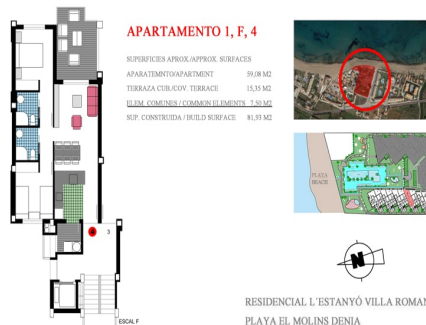 APARTAMENTO 1, F, 4
SUPERFICIES APROX./APPROX. SURFACES
APARATEMNTO/APARTMENT 59,08 M2
TERRAZA CUB./COV. TERRACE 15,35 M2
ELEM. COMUNES / COMMON ELEMENTS 7,50 M2
SUP. CONSTRUIDA / BUILD SURFACE 81,93 M2
PLAYA
BEACH
4 3
N
ESCAL F
RESIDENCIAL L´ESTANYÓ VILLA ROMAN
PLAYA EL MOLINS DENIA